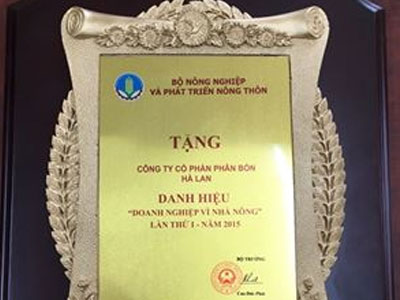 BỘ NÔNG NGHIỆP
VÀ PHÁT TRIỂN NÔNG THÔN
TẶNG
CÔNG TY CỔ PHẦN PHÂN BÓN
HÀ LAN
DANH HIỆU
"DOANH NGHIỆP VÌ NHÀ NÔNG"
LẦN THỨ I - NĂM 2015
BỘ TRƯỞNG
Cao Đức Phát